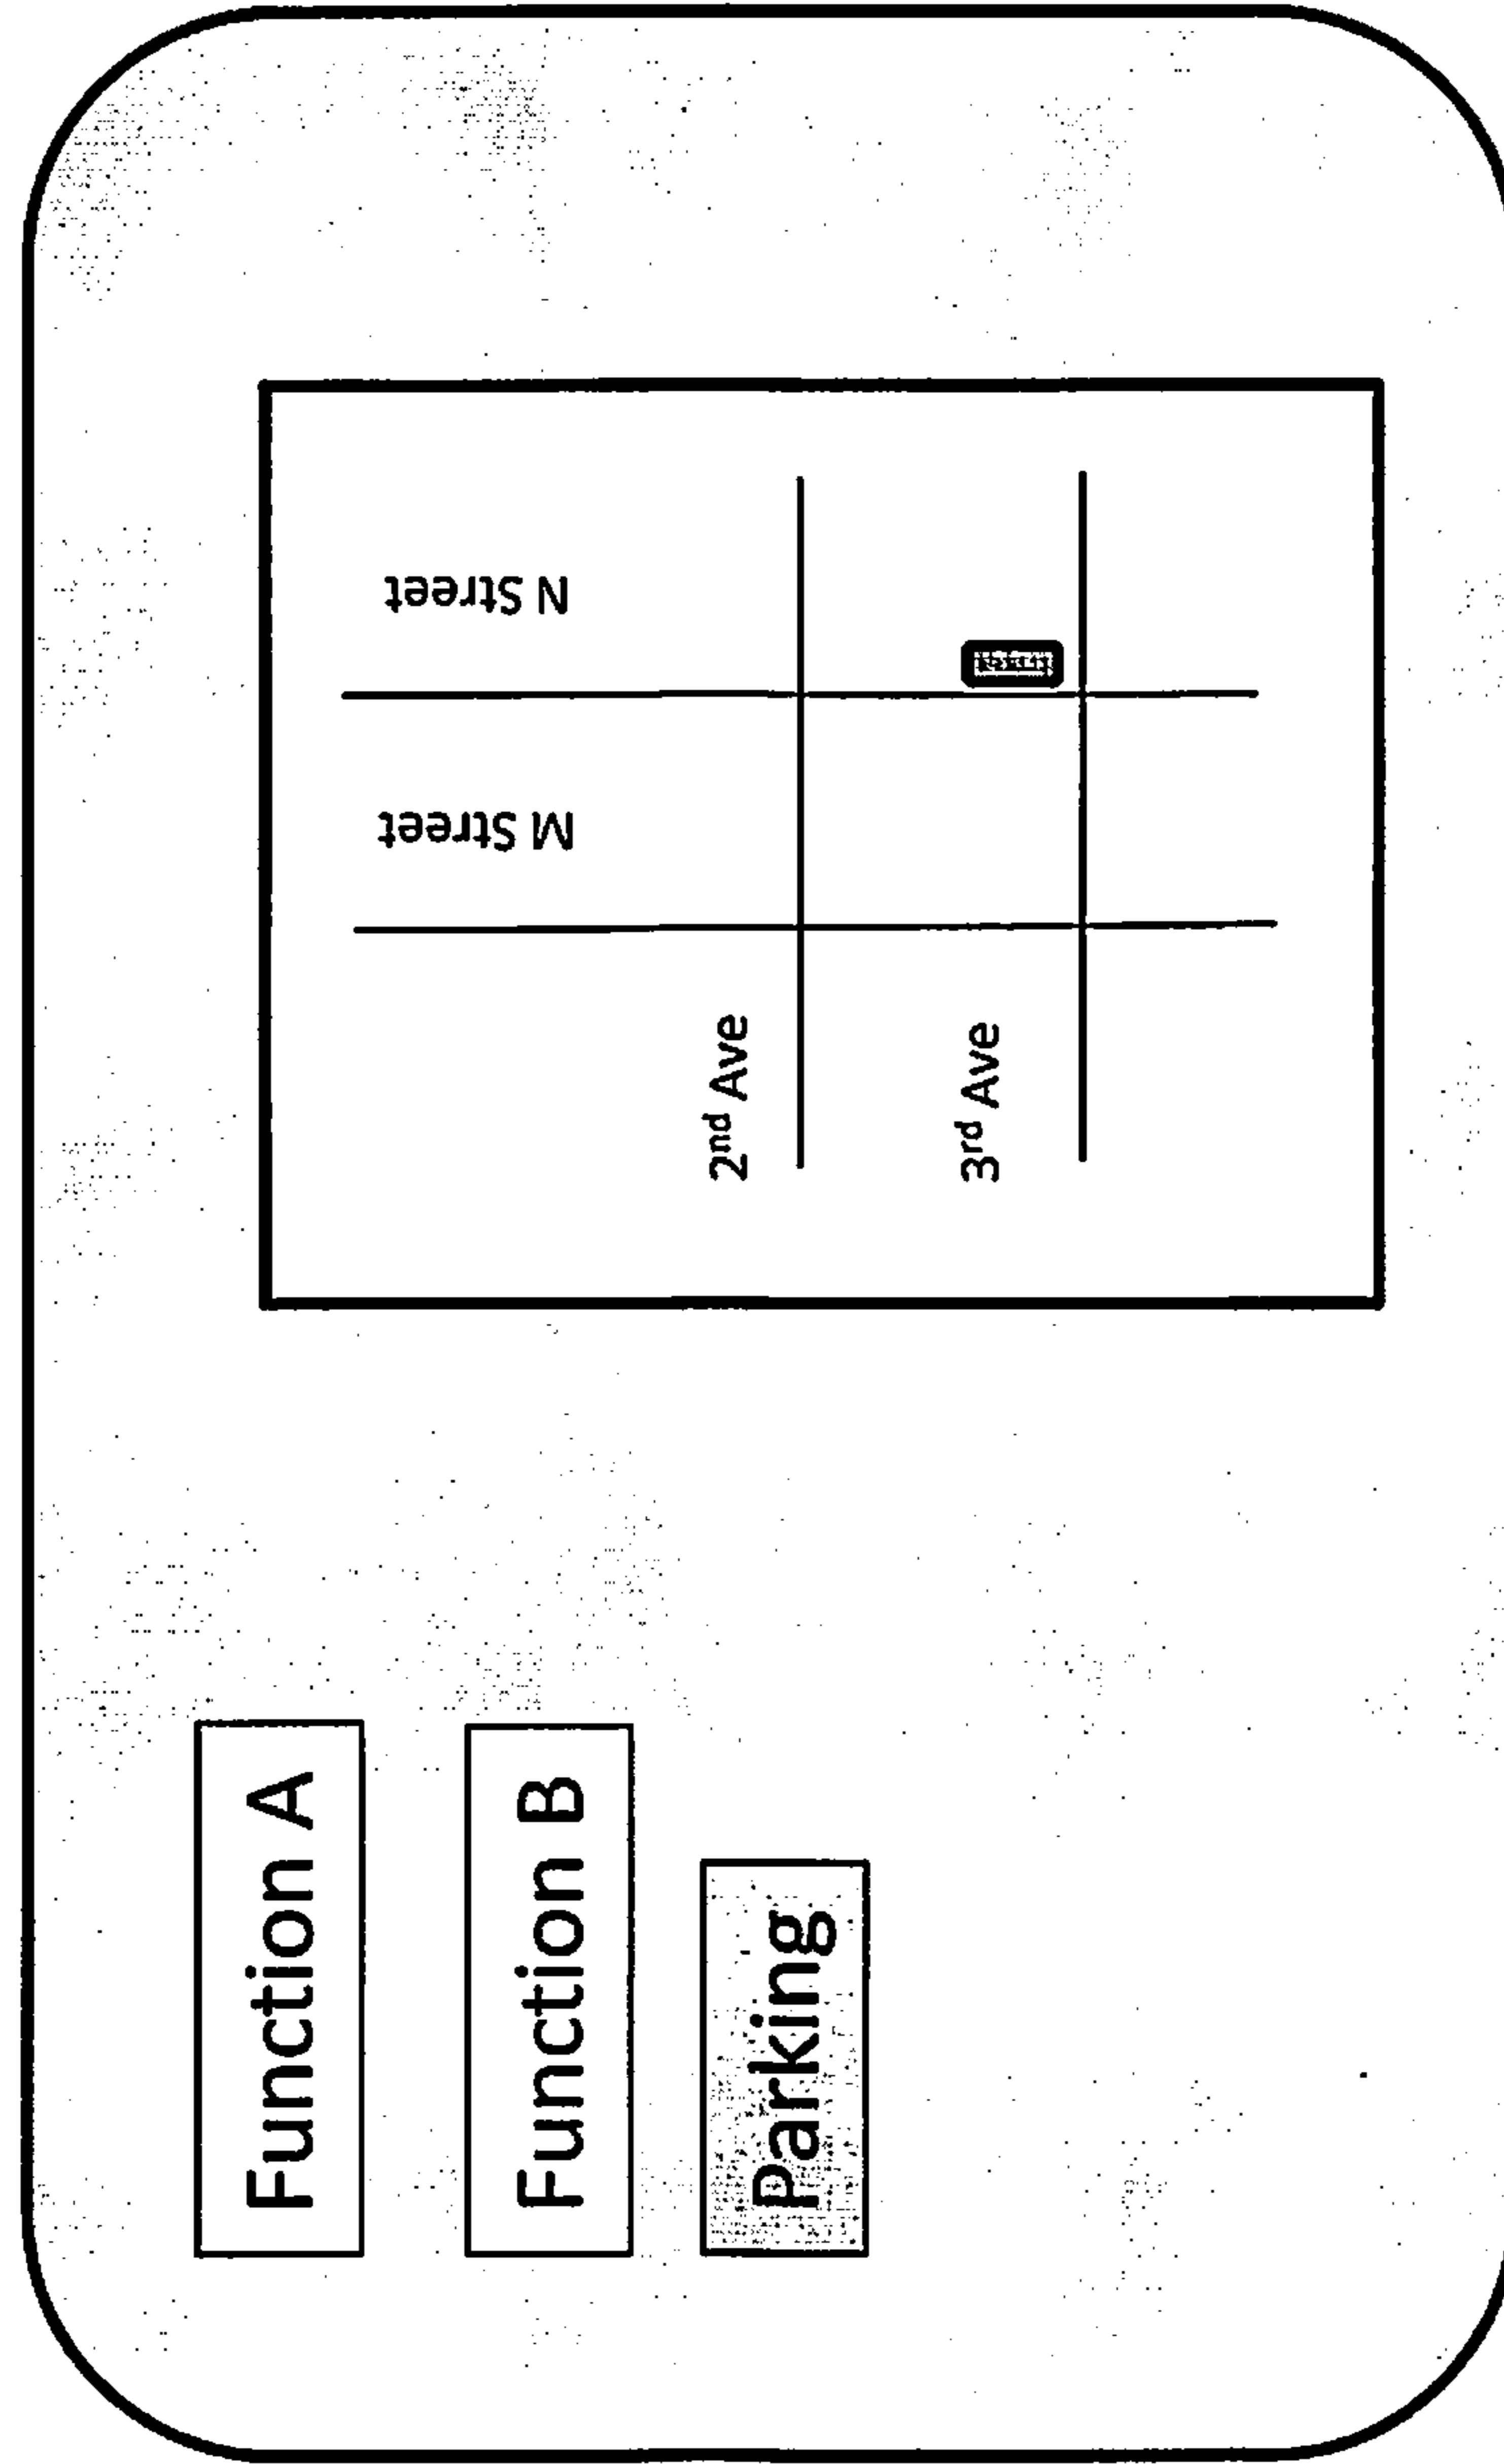 Function A
Function B
Parking
M Street
N Street
2nd Ave
3rd Ave